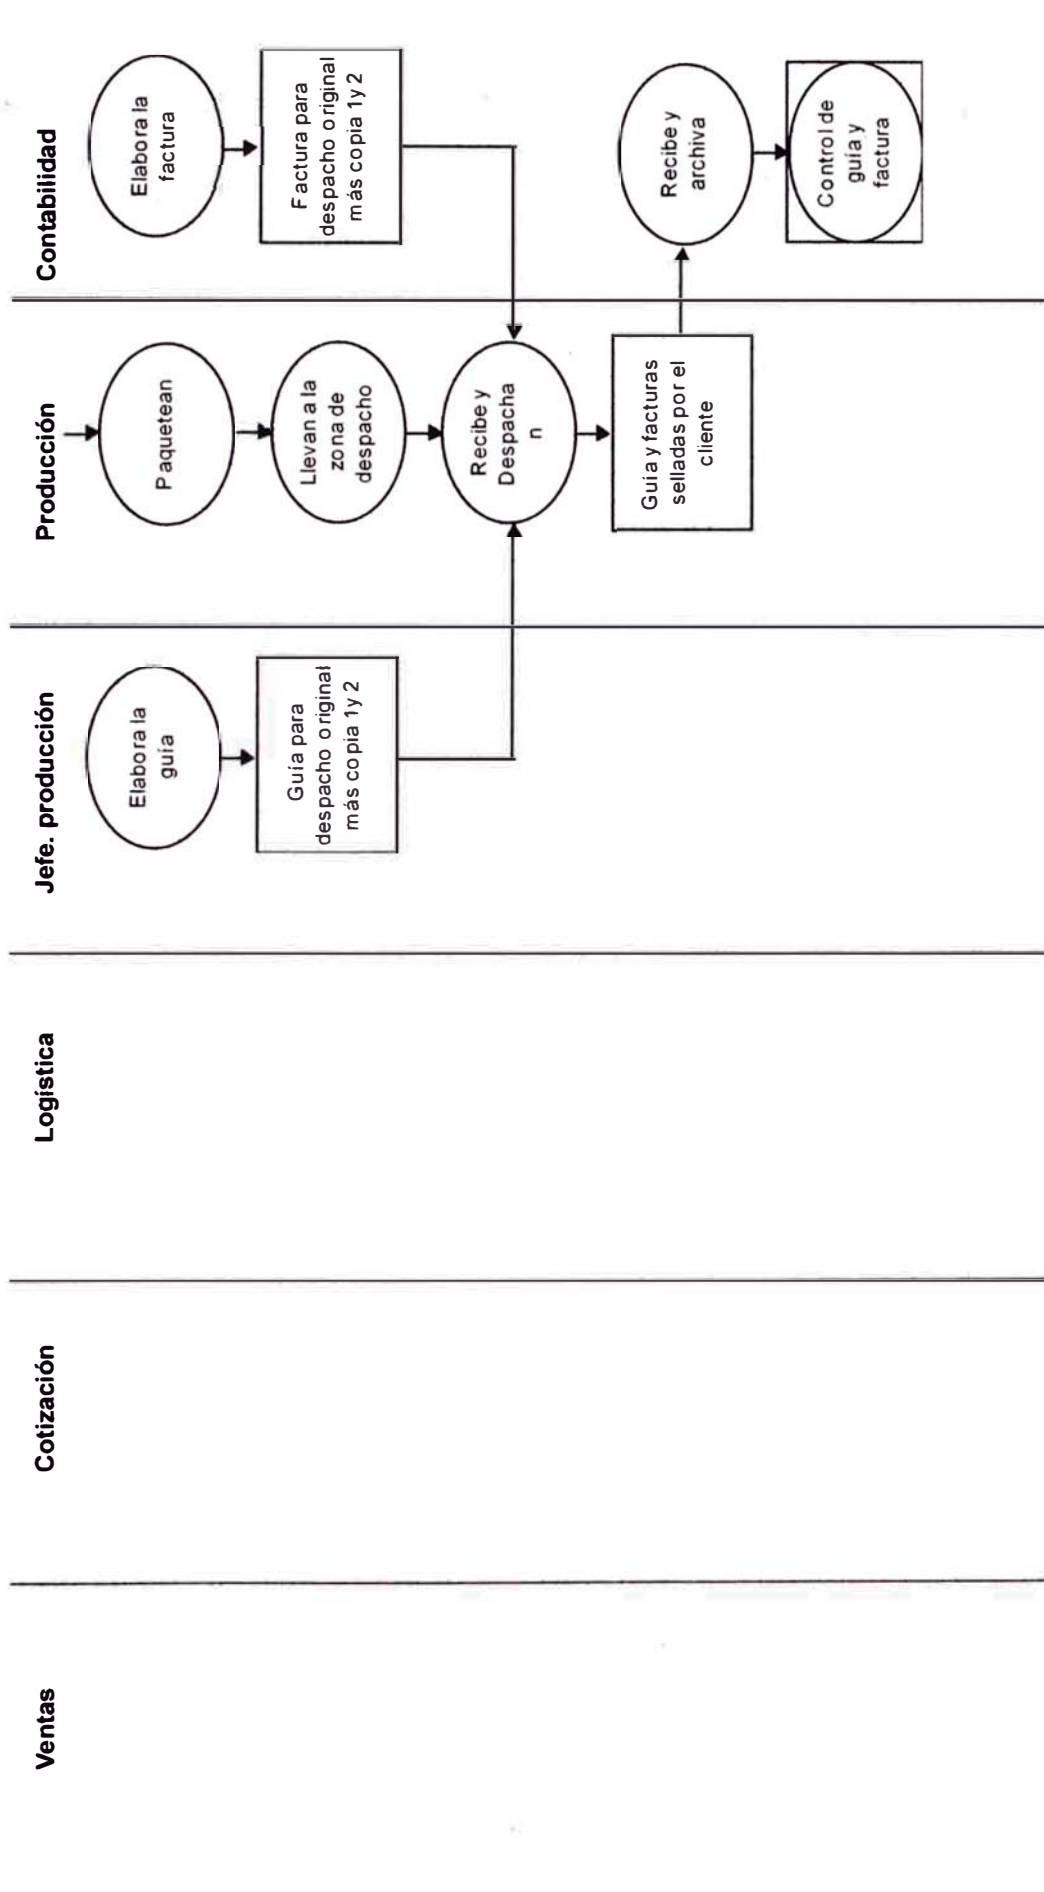 Ventas
Cotización
Logística
Jefe. producción
Producción
Contabilidad
Elabora la
guía
Guía para
despacho original
más copia 1 y 2
Paquetean
Llevan a la
zona de
despacho
Recibe y
Despacha
n
Guía y facturas
selladas por el
cliente
Elabora la
factura
Factura para
despacho original
más copia 1 y 2
Recibe y
archiva
Control de
guía y
factura